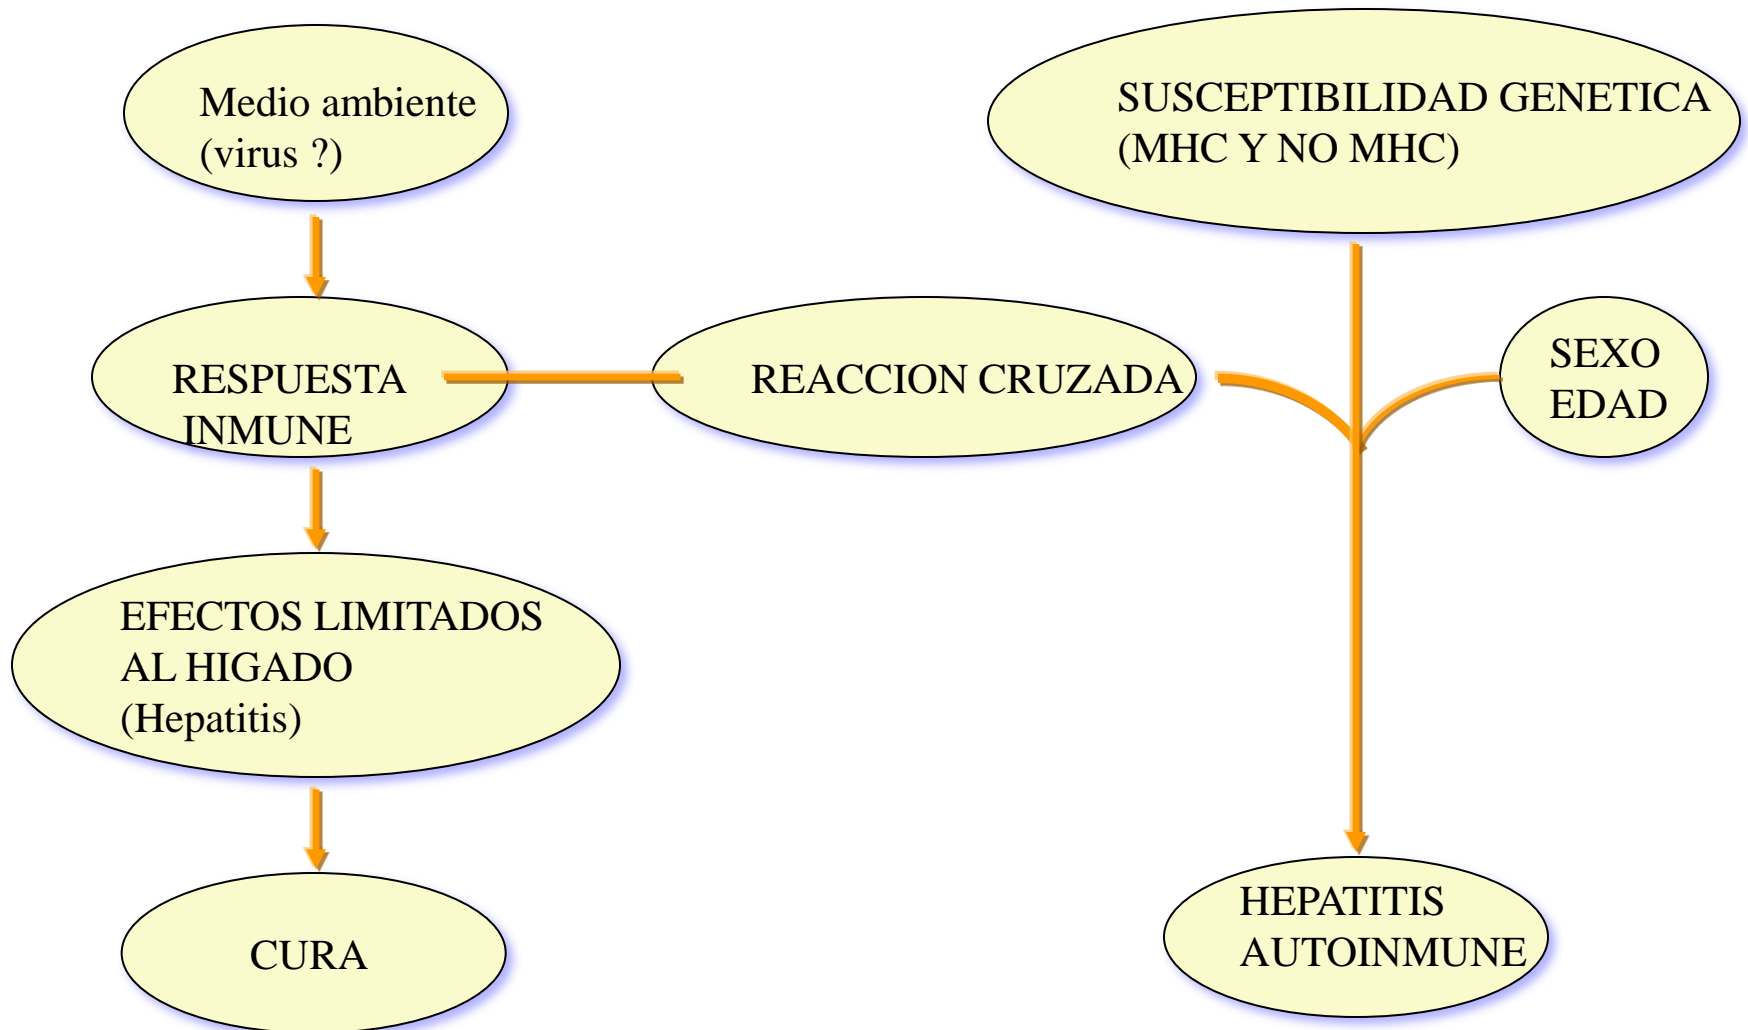 Medio ambiente
(virus ?)
SUSCEPTIBILIDAD GENETICA
(MHC Y NO MHC)
RESPUESTA
INMUNE
REACCION CRUZADA
SEXO
EDAD
EFECTOS LIMITADOS
AL HIGADO
(Hepatitis)
HEPATITIS
AUTOINMUNE
CURA